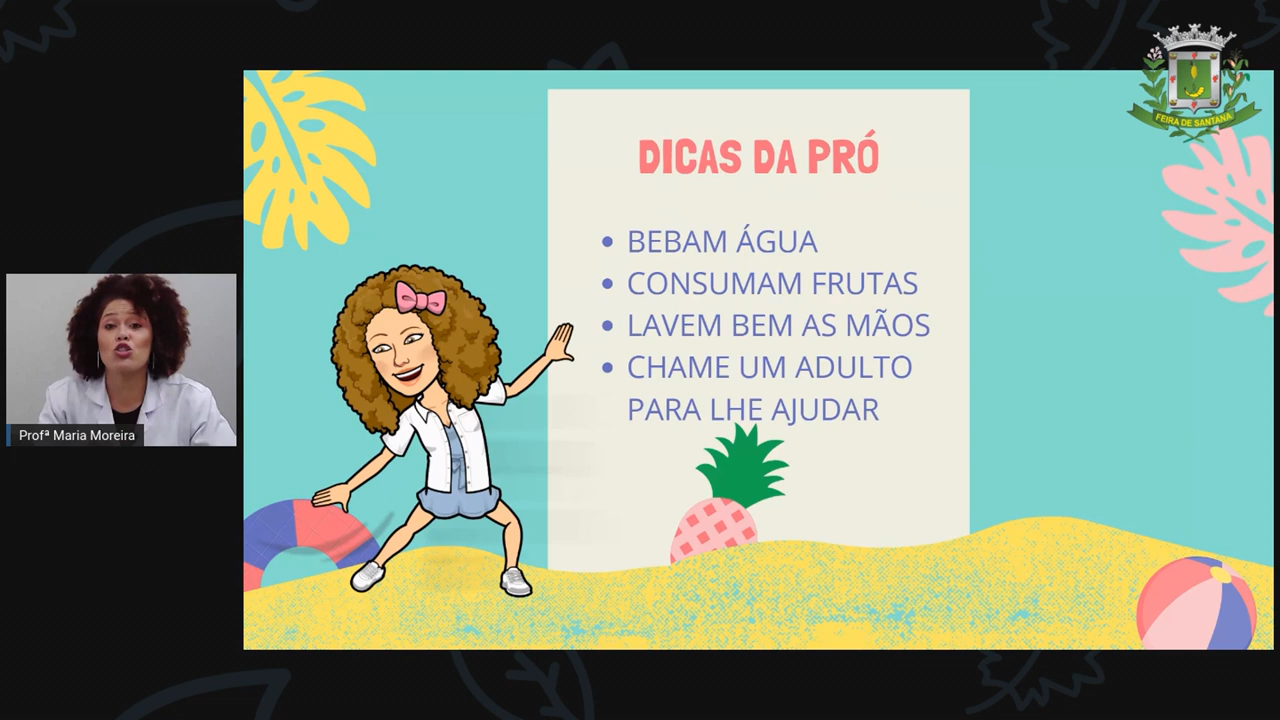 FEIRA DE SANTANA
DICAS DA PRÓ
• BEBAM ÁGUA
• CONSUMAM FRUTAS
• LAVEM BEM AS MÃOS
• CHAME UM ADULTO
PARA LHE AJUDAR
Profª Maria Moreira